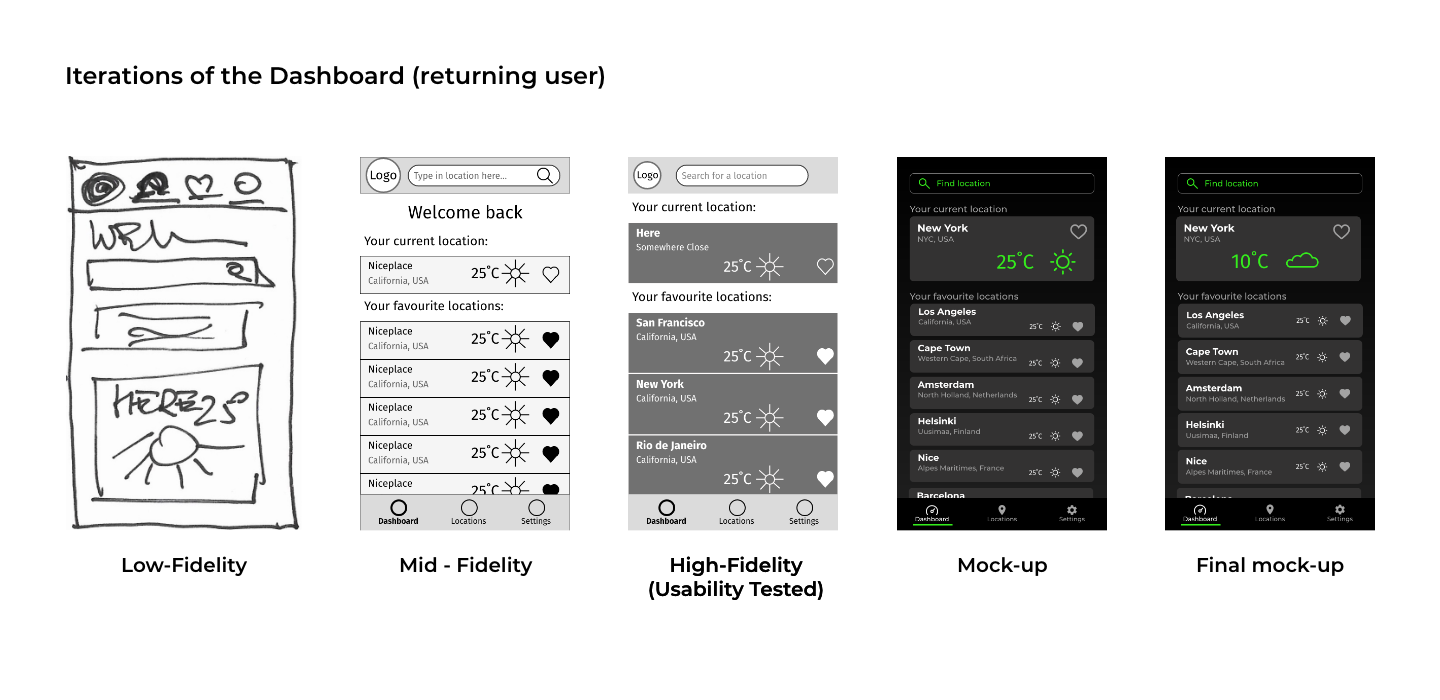 Iterations of the Dashboard (returning user)
HERE 25°
Low-Fidelity
Logo
Type in location here...
Welcome back
Your current location:
Niceplace
California, USA
25°C
Your favourite locations:
Niceplace
California, USA
25°C
Niceplace
California, USA
25°C
Niceplace
California, USA
25°C
Niceplace
California, USA
25°C
Niceplace
25°C
Dashboard
Locations
Settings
Mid - Fidelity
Logo
Search for a location
Your current location:
Here
Somewhere Close
25°C
Your favourite locations:
San Francisco
California, USA
25°C
New York
California, USA
25°C
Rio de Janeiro
California, USA
25°C
Dashboard
Locations
Settings
High-Fidelity
(Usability Tested)
Find location
Your current location
New York
NYC, USA
25°C
Your favourite locations
Los Angeles
California, USA
25°C
Cape Town
Western Cape, South Africa
25°C
Amsterdam
North Holland, Netherlands
25°C
Helsinki
Uusimaa, Finland
25°C
Nice
Alpes Maritimes, France
25°C
Barcelona
Dashboard
Locations
Settings
Mock-up
Find location
Your current location
New York
NYC, USA
10°C
Your favourite locations
Los Angeles
California, USA
25°C
Cape Town
Western Cape, South Africa
25°C
Amsterdam
North Holland, Netherlands
25°C
Helsinki
Uusimaa, Finland
25°C
Nice
Alpes Maritimes, France
25°C
Barcelona
Dashboard
Locations
Settings
Final mock-up